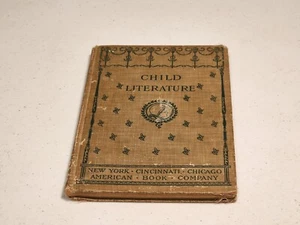 CHILD
LITERATURE
NEW YORK · CINCINNATI · CHICAGO
AMERICAN · BOOK · COMPANY